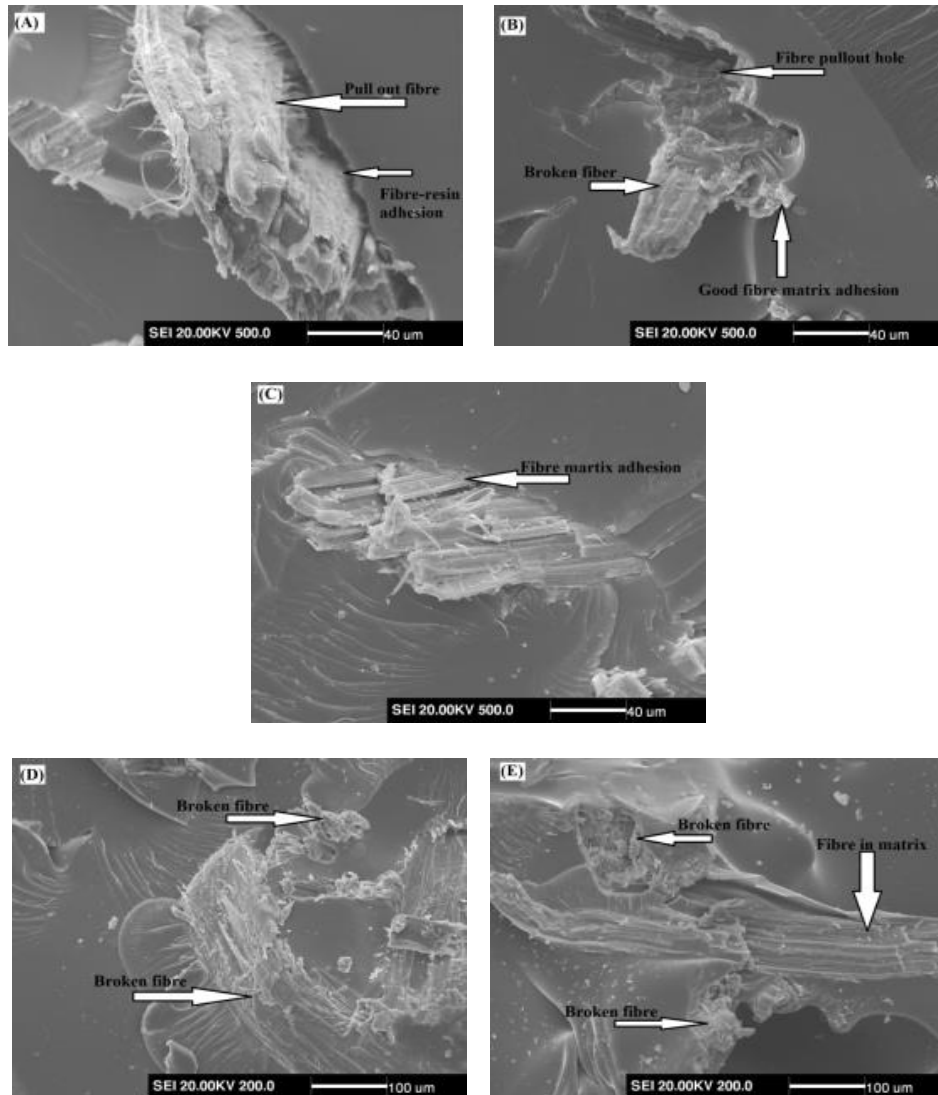 (A)
Pull out fibre
Fibre-resin
adhesion
SEI 20.00KV 500.0
40 um
(B)
Fibre pullout hole
Broken fiber
Good fibre matrix adhesion
SEI 20.00KV 500.0
40 um
(C)
Fibre martix adhesion
SEI 20.00KV 500.0
40 um
(D)
Broken fibre
Broken fibre
SEI 20.00KV 200.0
100 um
(E)
Broken fibre
Fibre in matrix
Broken fibre
SEI 20.00KV 200.0
100 um